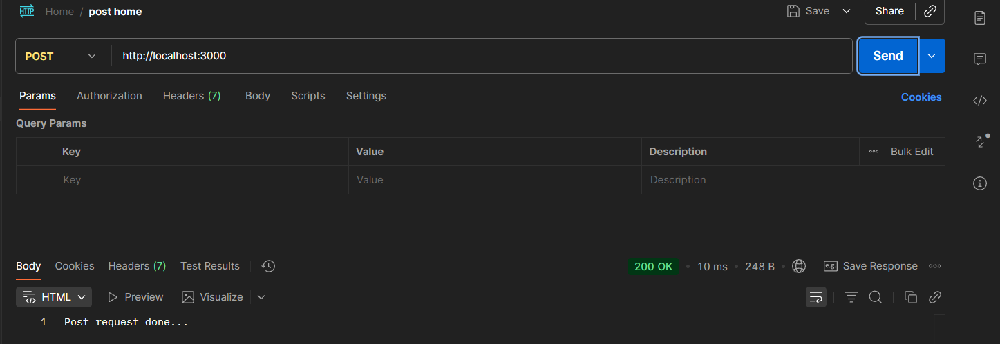 HTTP Home / post home Save Share
POST http://localhost:3000 Send
Params Authorization Headers (7) Body Scripts Settings Cookies
Query Params
Key Value Description ••• Bulk Edit
Key Value Description
Body Cookies Headers (7) Test Results 200 OK • 10 ms • 248 B • e.g. Save Response •••
HTML Preview Visualize
1 Post request done...